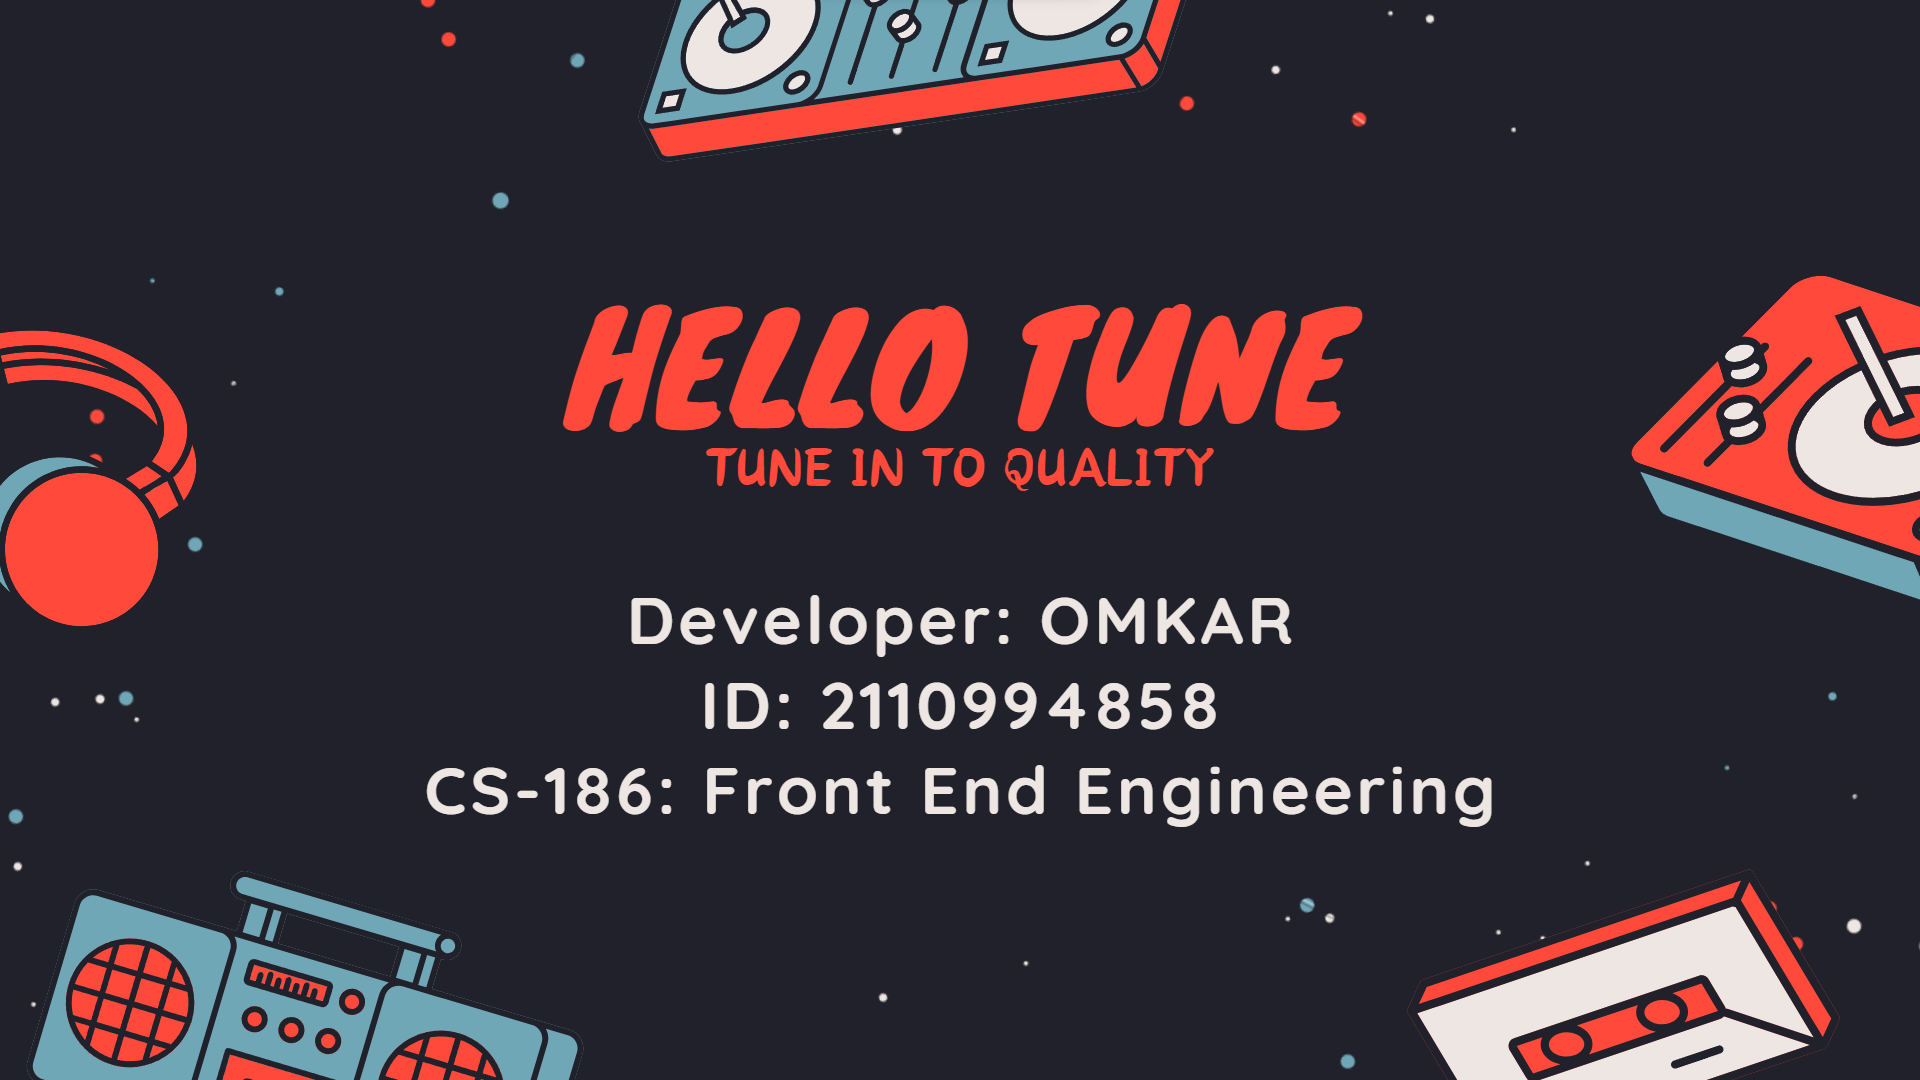 HELLO TUNE
TUNE IN TO QUALITY
Developer: OMKAR
ID: 2110994858
CS-186: Front End Engineering